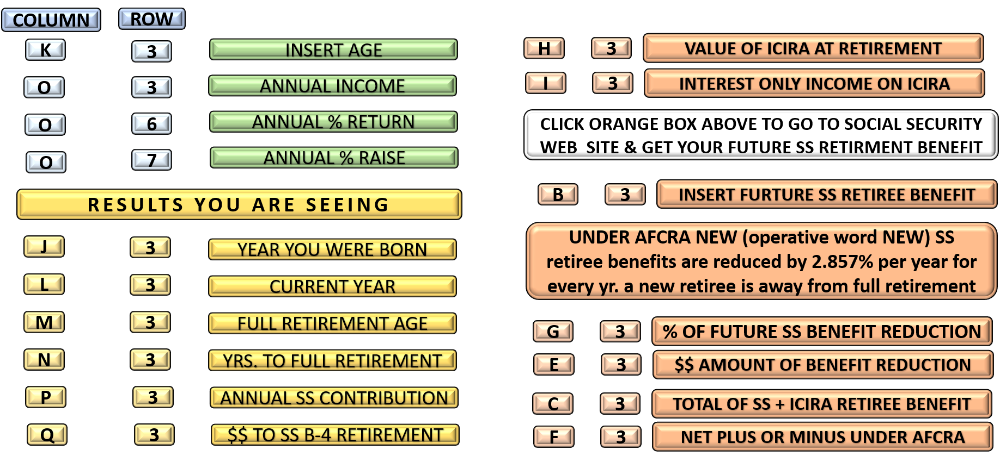 COLUMN ROW
K 3 INSERT AGE
O 3 ANNUAL INCOME
O 6 ANNUAL % RETURN
O 7 ANNUAL % RAISE
RESULTS YOU ARE SEEING
J 3 YEAR YOU WERE BORN
L 3 CURRENT YEAR
M 3 FULL RETIREMENT AGE
N 3 YRS. TO FULL RETIREMENT
P 3 ANNUAL SS CONTRIBUTION
Q 3 $$ TO SS B-4 RETIREMENT
H 3 VALUE OF ICIRA AT RETIREMENT
I 3 INTEREST ONLY INCOME ON ICIRA
CLICK ORANGE BOX ABOVE TO GO TO SOCIAL SECURITY
WEB SITE & GET YOUR FUTURE SS RETIRMENT BENEFIT
B 3 INSERT FURTURE SS RETIREE BENEFIT
UNDER AFCRA NEW (operative word NEW) SS
retiree benefits are reduced by 2.857% per year for
every yr. a new retiree is away from full retirement
G 3 % OF FUTURE SS BENEFIT REDUCTION
E 3 $$ AMOUNT OF BENEFIT REDUCTION
C 3 TOTAL OF SS + ICIRA RETIREE BENEFIT
F 3 NET PLUS OR MINUS UNDER AFCRA